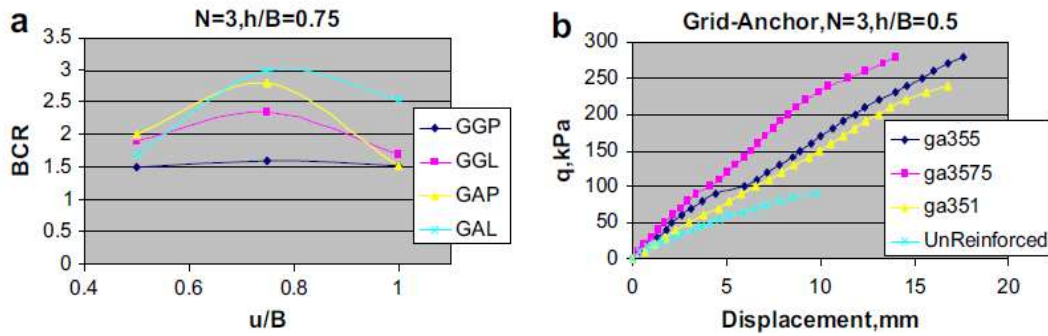 a
N=3,h/B=0.75
BCR
3.5
3
2.5
2
1.5
1
0.5
0
0.4
0.6
0.8
1
u/B
GGP
GGL
GAP
GAL
b
Grid-Anchor,N=3,h/B=0.5
q,kPa
300
250
200
150
100
50
0
0
5
10
15
20
Displacement,mm
ga355
ga3575
ga351
UnReinforced